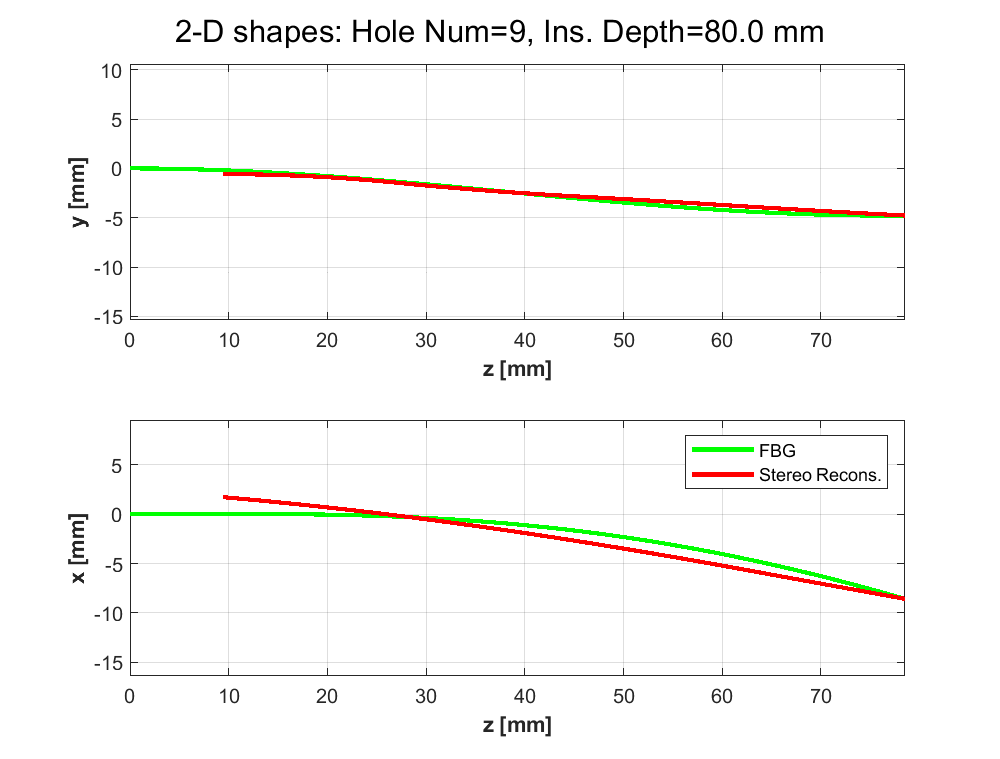 2-D shapes: Hole Num=9, Ins. Depth=80.0 mm
10
5
0
-5
-10
-15
y [mm]
0 10 20 30 40 50 60 70
z [mm]
5
0
-5
-10
-15
x [mm]
FBG
Stereo Recons.
0 10 20 30 40 50 60 70
z [mm]